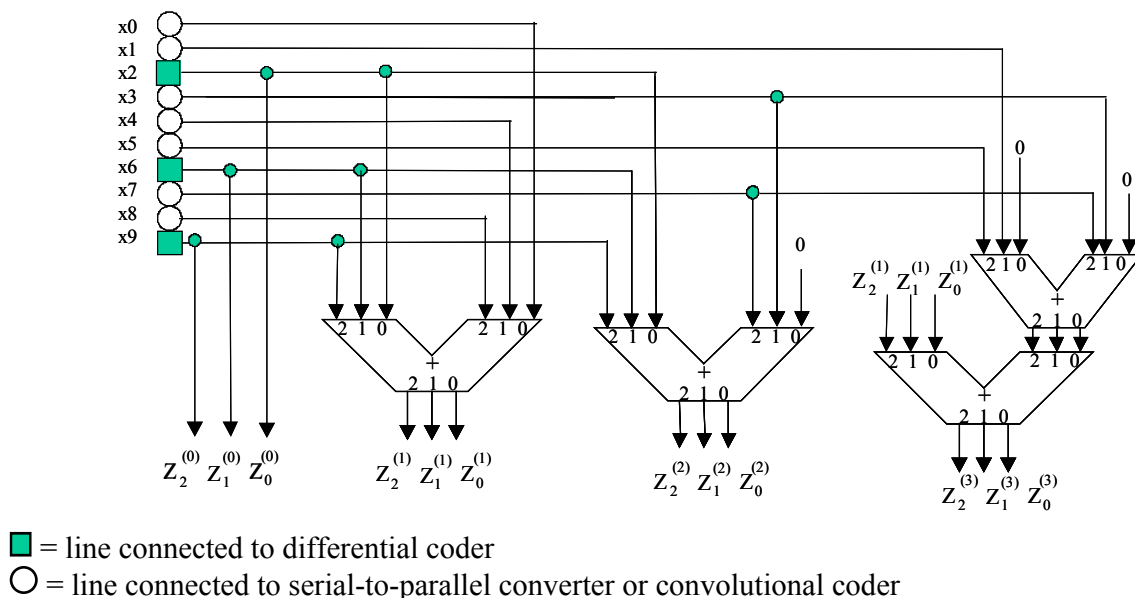 x0
x1
x2
x3
x4
x5
x6
x7
x8
x9
0
0
0
2 1 0
2 1 0
+
2 1 0
2 1 0
2 1 0
+
2 1 0
2 1 0
2 1 0
+
2 1 0
Z₂⁽¹⁾ Z₁⁽¹⁾ Z₀⁽¹⁾
2 1 0
2 1 0
+
2 1 0
Z₂⁽⁰⁾ Z₁⁽⁰⁾ Z₀⁽⁰⁾
Z₂⁽¹⁾ Z₁⁽¹⁾ Z₀⁽¹⁾
Z₂⁽²⁾ Z₁⁽²⁾ Z₀⁽²⁾
Z₂⁽³⁾ Z₁⁽³⁾ Z₀⁽³⁾
= line connected to differential coder
= line connected to serial-to-parallel converter or convolutional coder